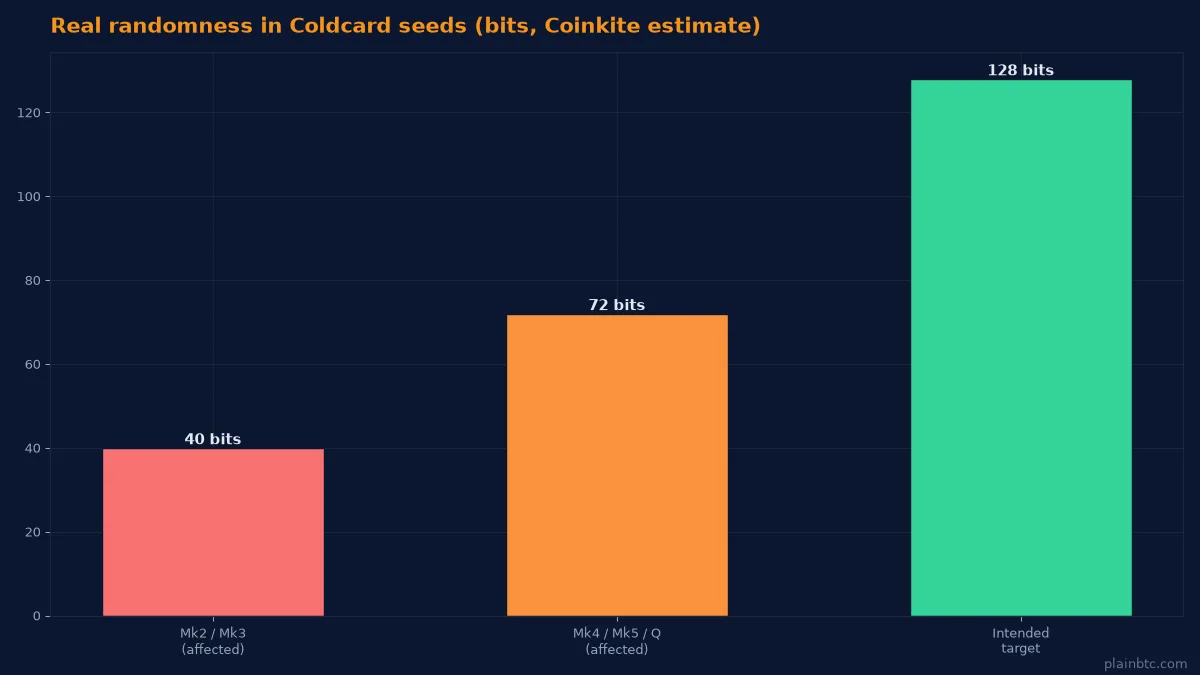 Real randomness in Coldcard seeds (bits, Coinkite estimate)
128 bits
120
100
80
72 bits
60
40 bits
40
20
0
Mk2 / Mk3
(affected)
Mk4 / Mk5 / Q
(affected)
Intended
target
plainbtc.com